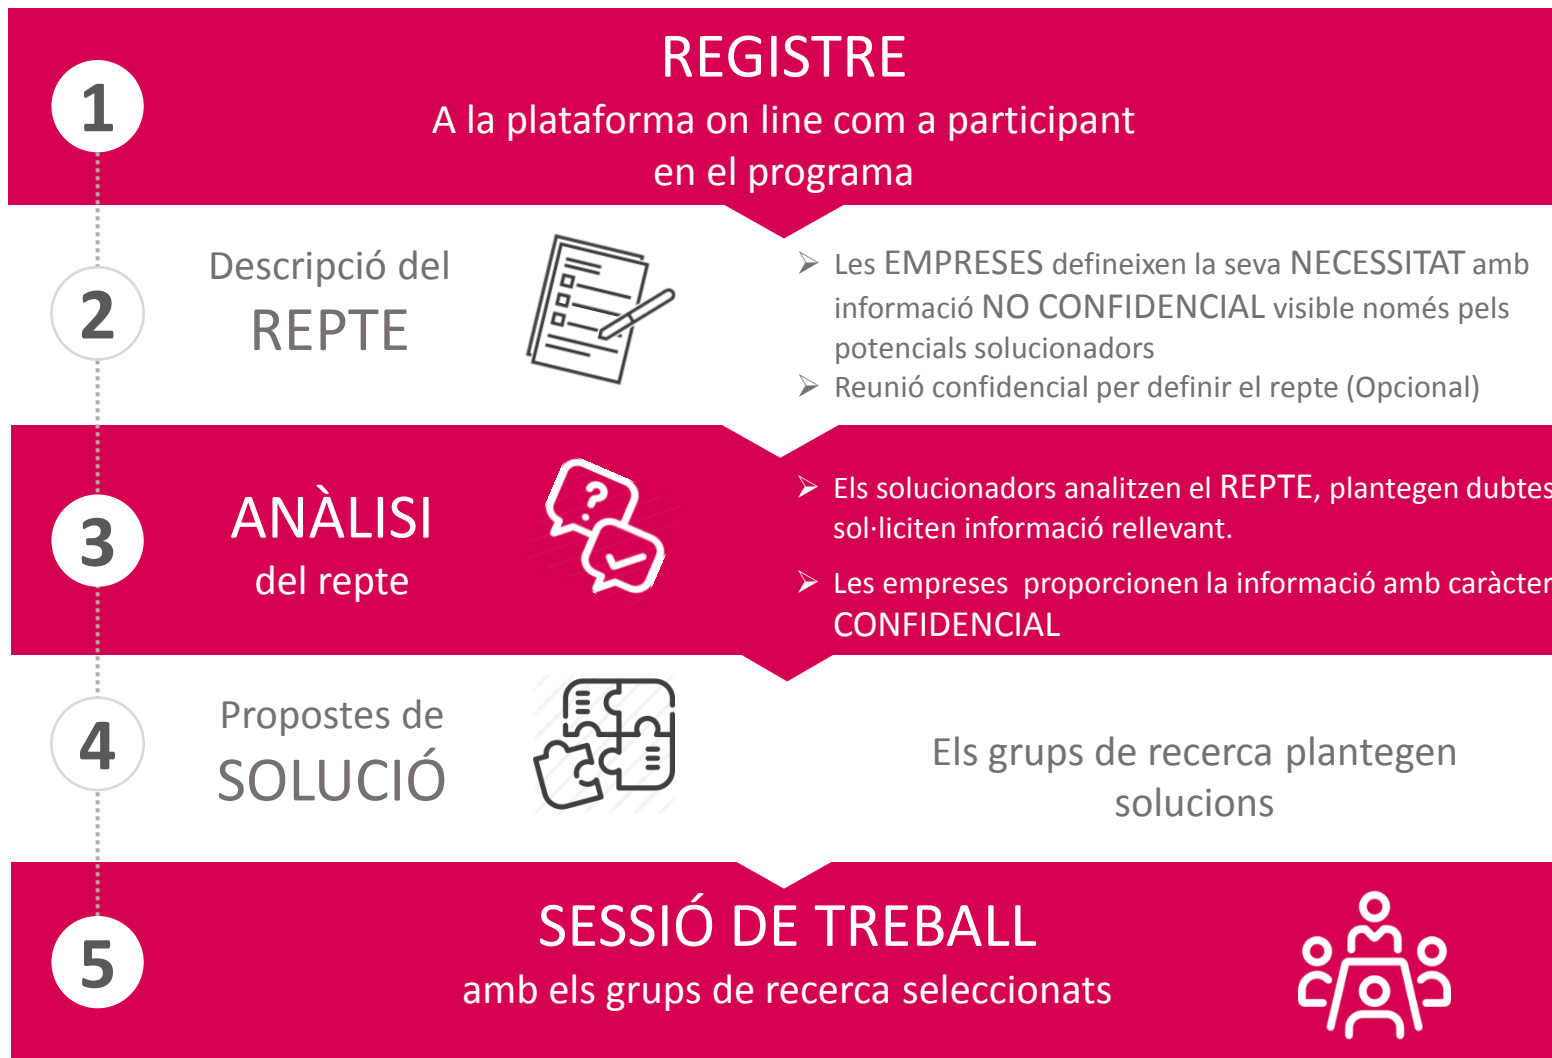 1
REGISTRE
A la plataforma on line com a participant
en el programa
2
Descripció del
REPTE
➢ Les EMPRESES defineixen la seva NECESSITAT amb
informació NO CONFIDENCIAL visible només pels
potencials solucionadors
➢ Reunió confidencial per definir el repte (Opcional)
3
ANÀLISI
del repte
?
➢ Els solucionadors analitzen el REPTE, plantegen dubtes
sol·liciten informació rellevant.
➢ Les empreses proporcionen la informació amb caràcter
CONFIDENCIAL
4
Propostes de
SOLUCIÓ
Els grups de recerca plantegen
solucions
5
SESSIÓ DE TREBALL
amb els grups de recerca seleccionats